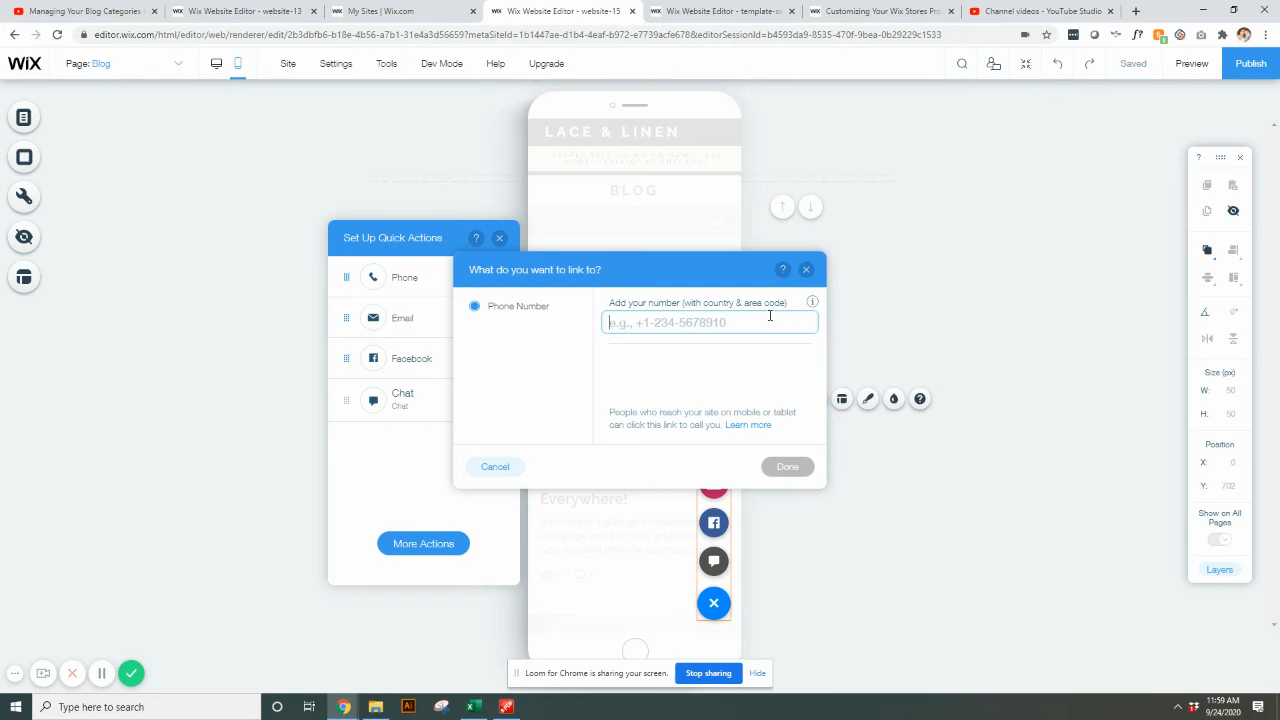 Managing Your Blog Categories
Wix Website Editor - website-13
My Sites | Wix.com
Wix Website Editor - website-15
Wix Website Editor - template-se
Customizing Your Wix Stores Pro
Channel videos - YouTube Studio
editor.wix.com/html/editor/web/renderer/edit/2b3dbfb6-b18e-4b56-a7b1-31e4a3d56701?metaSiteId=1b1447ae-d1b4-4eaf-b972-e7739acfe678&editorSessionId=b4593da9-8535-470f-9bea-0b29229c1533
WiX
Page: Blog
Site
Settings
Tools
Dev Mode
Help
Upgrade
Saved
Preview
Publish
LACE & LINEN
BLOG
Set Up Quick Actions
?
Phone
Email
Facebook
Chat
Chat
More Actions
What do you want to link to?
?
Phone Number
Add your number (with country & area code)
e.g., +1-234-5678910
People who reach your site on mobile or tablet
can click this link to call you. Learn more
Cancel
Done
Everywhere!
?
0°
Size (px)
W: 50
H: 50
Position
X: 0
Y: 702
Show on All
Pages
Layers
Loom for Chrome is sharing your screen.
Stop sharing
Hide
Type here to search
11:59 AM
9/24/2020